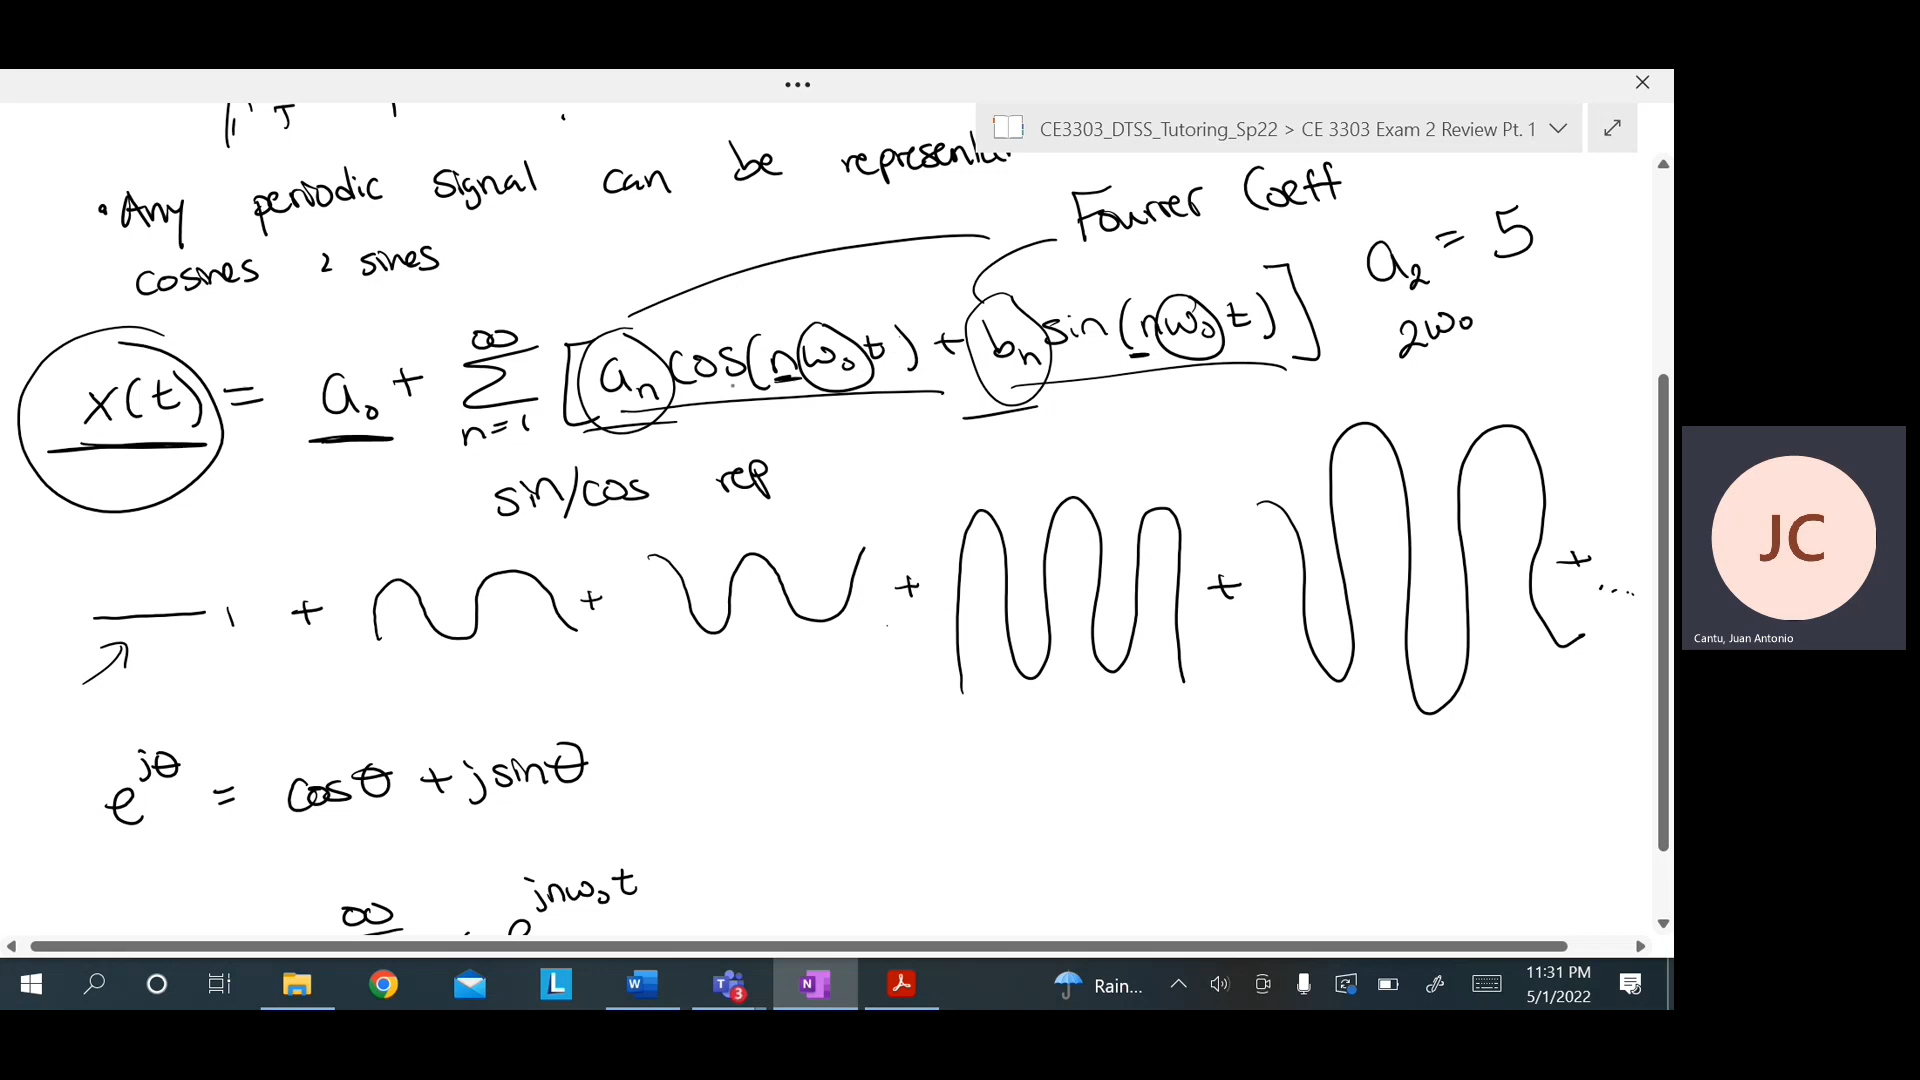 CE3303_DTSS_Tutoring_Sp22 > CE 3303 Exam 2 Review Pt. 1
• Any periodic signal can be
cosines & sines
Fourier Coeff
a₂ = 5
2ω₀
x(t) = a₀ + ∞ Σ n=1 [aₙ cos(nω₀t) + bₙ sin(nω₀t)]
sin/cos rep
+ + + + + ....
e^jθ = cosθ + jsinθ
∞ e^jnω₀t
JC
Cantu, Juan Antonio
L W T 3 N Rain... 11:31 PM
5/1/2022